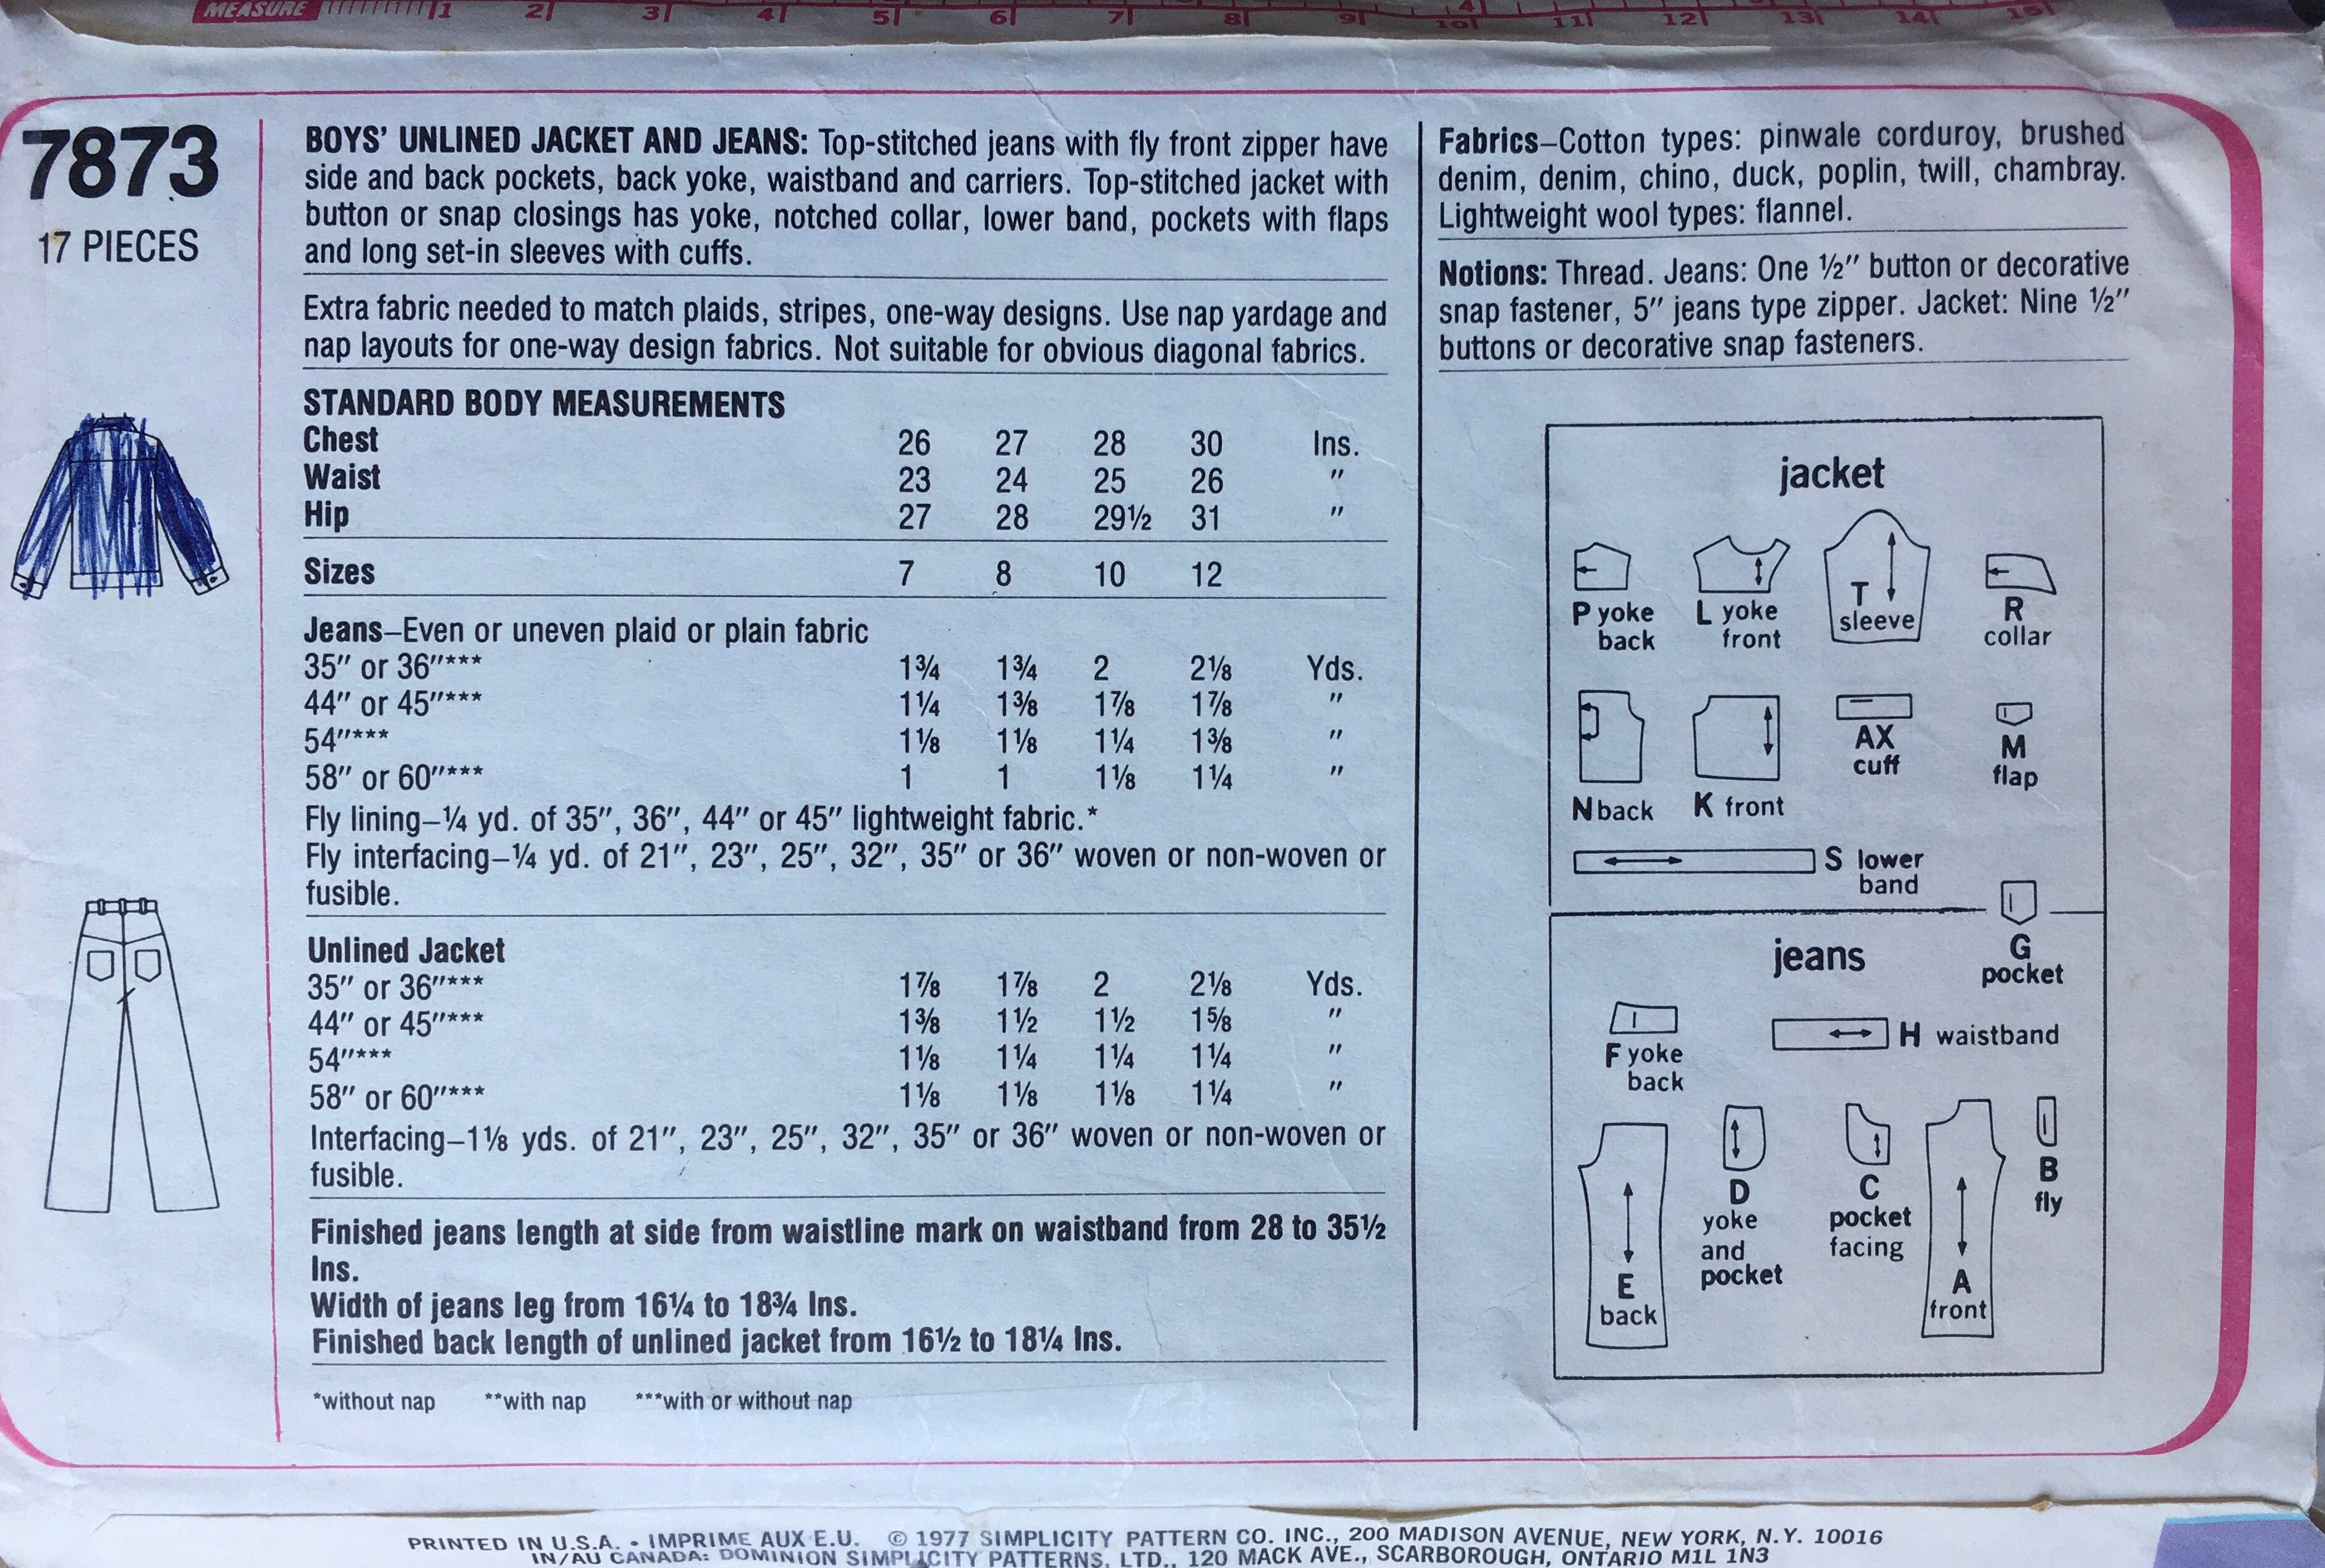 MEASURE 1 2 3 4 5 6 7 8 9 10 11 12 13 14 15
7873
17 PIECES
BOYS' UNLINED JACKET AND JEANS: Top-stitched jeans with fly front zipper have
side and back pockets, back yoke, waistband and carriers. Top-stitched jacket with
button or snap closings has yoke, notched collar, lower band, pockets with flaps
and long set-in sleeves with cuffs.
Extra fabric needed to match plaids, stripes, one-way designs. Use nap yardage and
nap layouts for one-way design fabrics. Not suitable for obvious diagonal fabrics.
STANDARD BODY MEASUREMENTS
Chest 26 27 28 30 Ins.
Waist 23 24 25 26 "
Hip 27 28 29½ 31 "
Sizes 7 8 10 12
Jeans–Even or uneven plaid or plain fabric
35" or 36"*** 1¾ 1¾ 2 2⅛ Yds.
44" or 45"*** 1¼ 1⅜ 1⅞ 1⅞ "
54"*** 1⅛ 1⅛ 1¼ 1⅜ "
58" or 60"*** 1 1 1⅛ 1¼ "
Fly lining–¼ yd. of 35", 36", 44" or 45" lightweight fabric.*
Fly interfacing–¼ yd. of 21", 23", 25", 32", 35" or 36" woven or non-woven or
fusible.
Unlined Jacket
35" or 36"*** 1⅞ 1⅞ 2 2⅛ Yds.
44" or 45"*** 1⅜ 1½ 1½ 1⅝ "
54"*** 1⅛ 1¼ 1¼ 1¼ "
58" or 60"*** 1⅛ 1⅛ 1⅛ 1¼ "
Interfacing–1⅛ yds. of 21", 23", 25", 32", 35" or 36" woven or non-woven or
fusible.
Finished jeans length at side from waistline mark on waistband from 28 to 35½
Ins.
Width of jeans leg from 16¼ to 18¾ Ins.
Finished back length of unlined jacket from 16½ to 18¼ Ins.
*without nap **with nap ***with or without nap
Fabrics–Cotton types: pinwale corduroy, brushed
denim, denim, chino, duck, poplin, twill, chambray.
Lightweight wool types: flannel.
Notions: Thread. Jeans: One ½" button or decorative
snap fastener, 5" jeans type zipper. Jacket: Nine ½"
buttons or decorative snap fasteners.
jacket
P yoke
back
L yoke
front
T
sleeve
R
collar
N back
K front
AX
cuff
M
flap
S lower
band
G
pocket
jeans
F yoke
back
H waistband
E
back
D
yoke
and
pocket
C
pocket
facing
A
front
B
fly
PRINTED IN U.S.A. • IMPRIME AUX E.U. © 1977 SIMPLICITY PATTERN CO. INC., 200 MADISON AVENUE, NEW YORK, N.Y. 10016
IN/AU CANADA: DOMINION SIMPLICITY PATTERNS, LTD., 120 MACK AVE., SCARBOROUGH, ONTARIO M1L 1N3